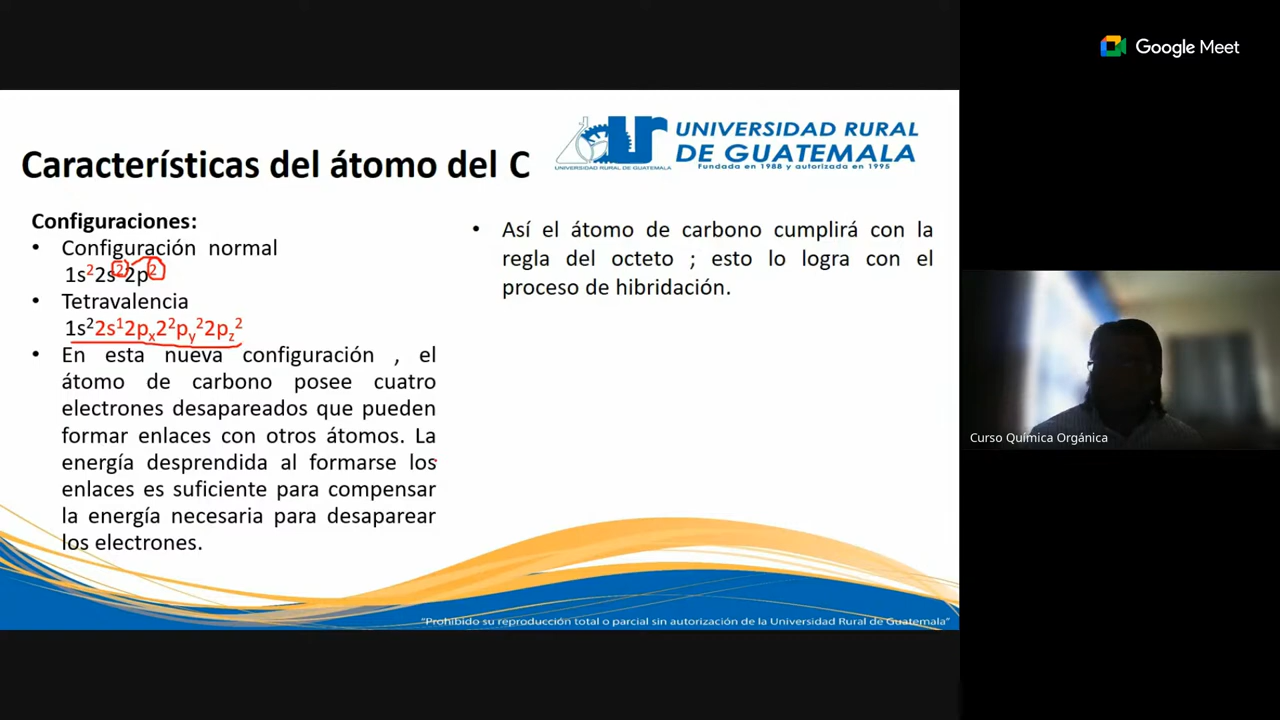 Google Meet
UNIVERSIDAD RURAL
DE GUATEMALA
Fundada en 1988 y autorizada en 1995
UNIVERSIDAD RURAL DE GUATEMALA
Características del átomo del C
Configuraciones:
• Configuración normal
1s²2s²2p²
• Tetravalencia
1s²2s¹2pₓ2²pᵧ²2p_z²
• En esta nueva configuración , el
átomo de carbono posee cuatro
electrones desapareados que pueden
formar enlaces con otros átomos. La
energía desprendida al formarse los
enlaces es suficiente para compensar
la energía necesaria para desaparear
los electrones.
• Así el átomo de carbono cumplirá con la
regla del octeto ; esto lo logra con el
proceso de hibridación.
Curso Química Orgánica
“Prohibido su reproducción total o parcial sin autorización de la Universidad Rural de Guatemala”